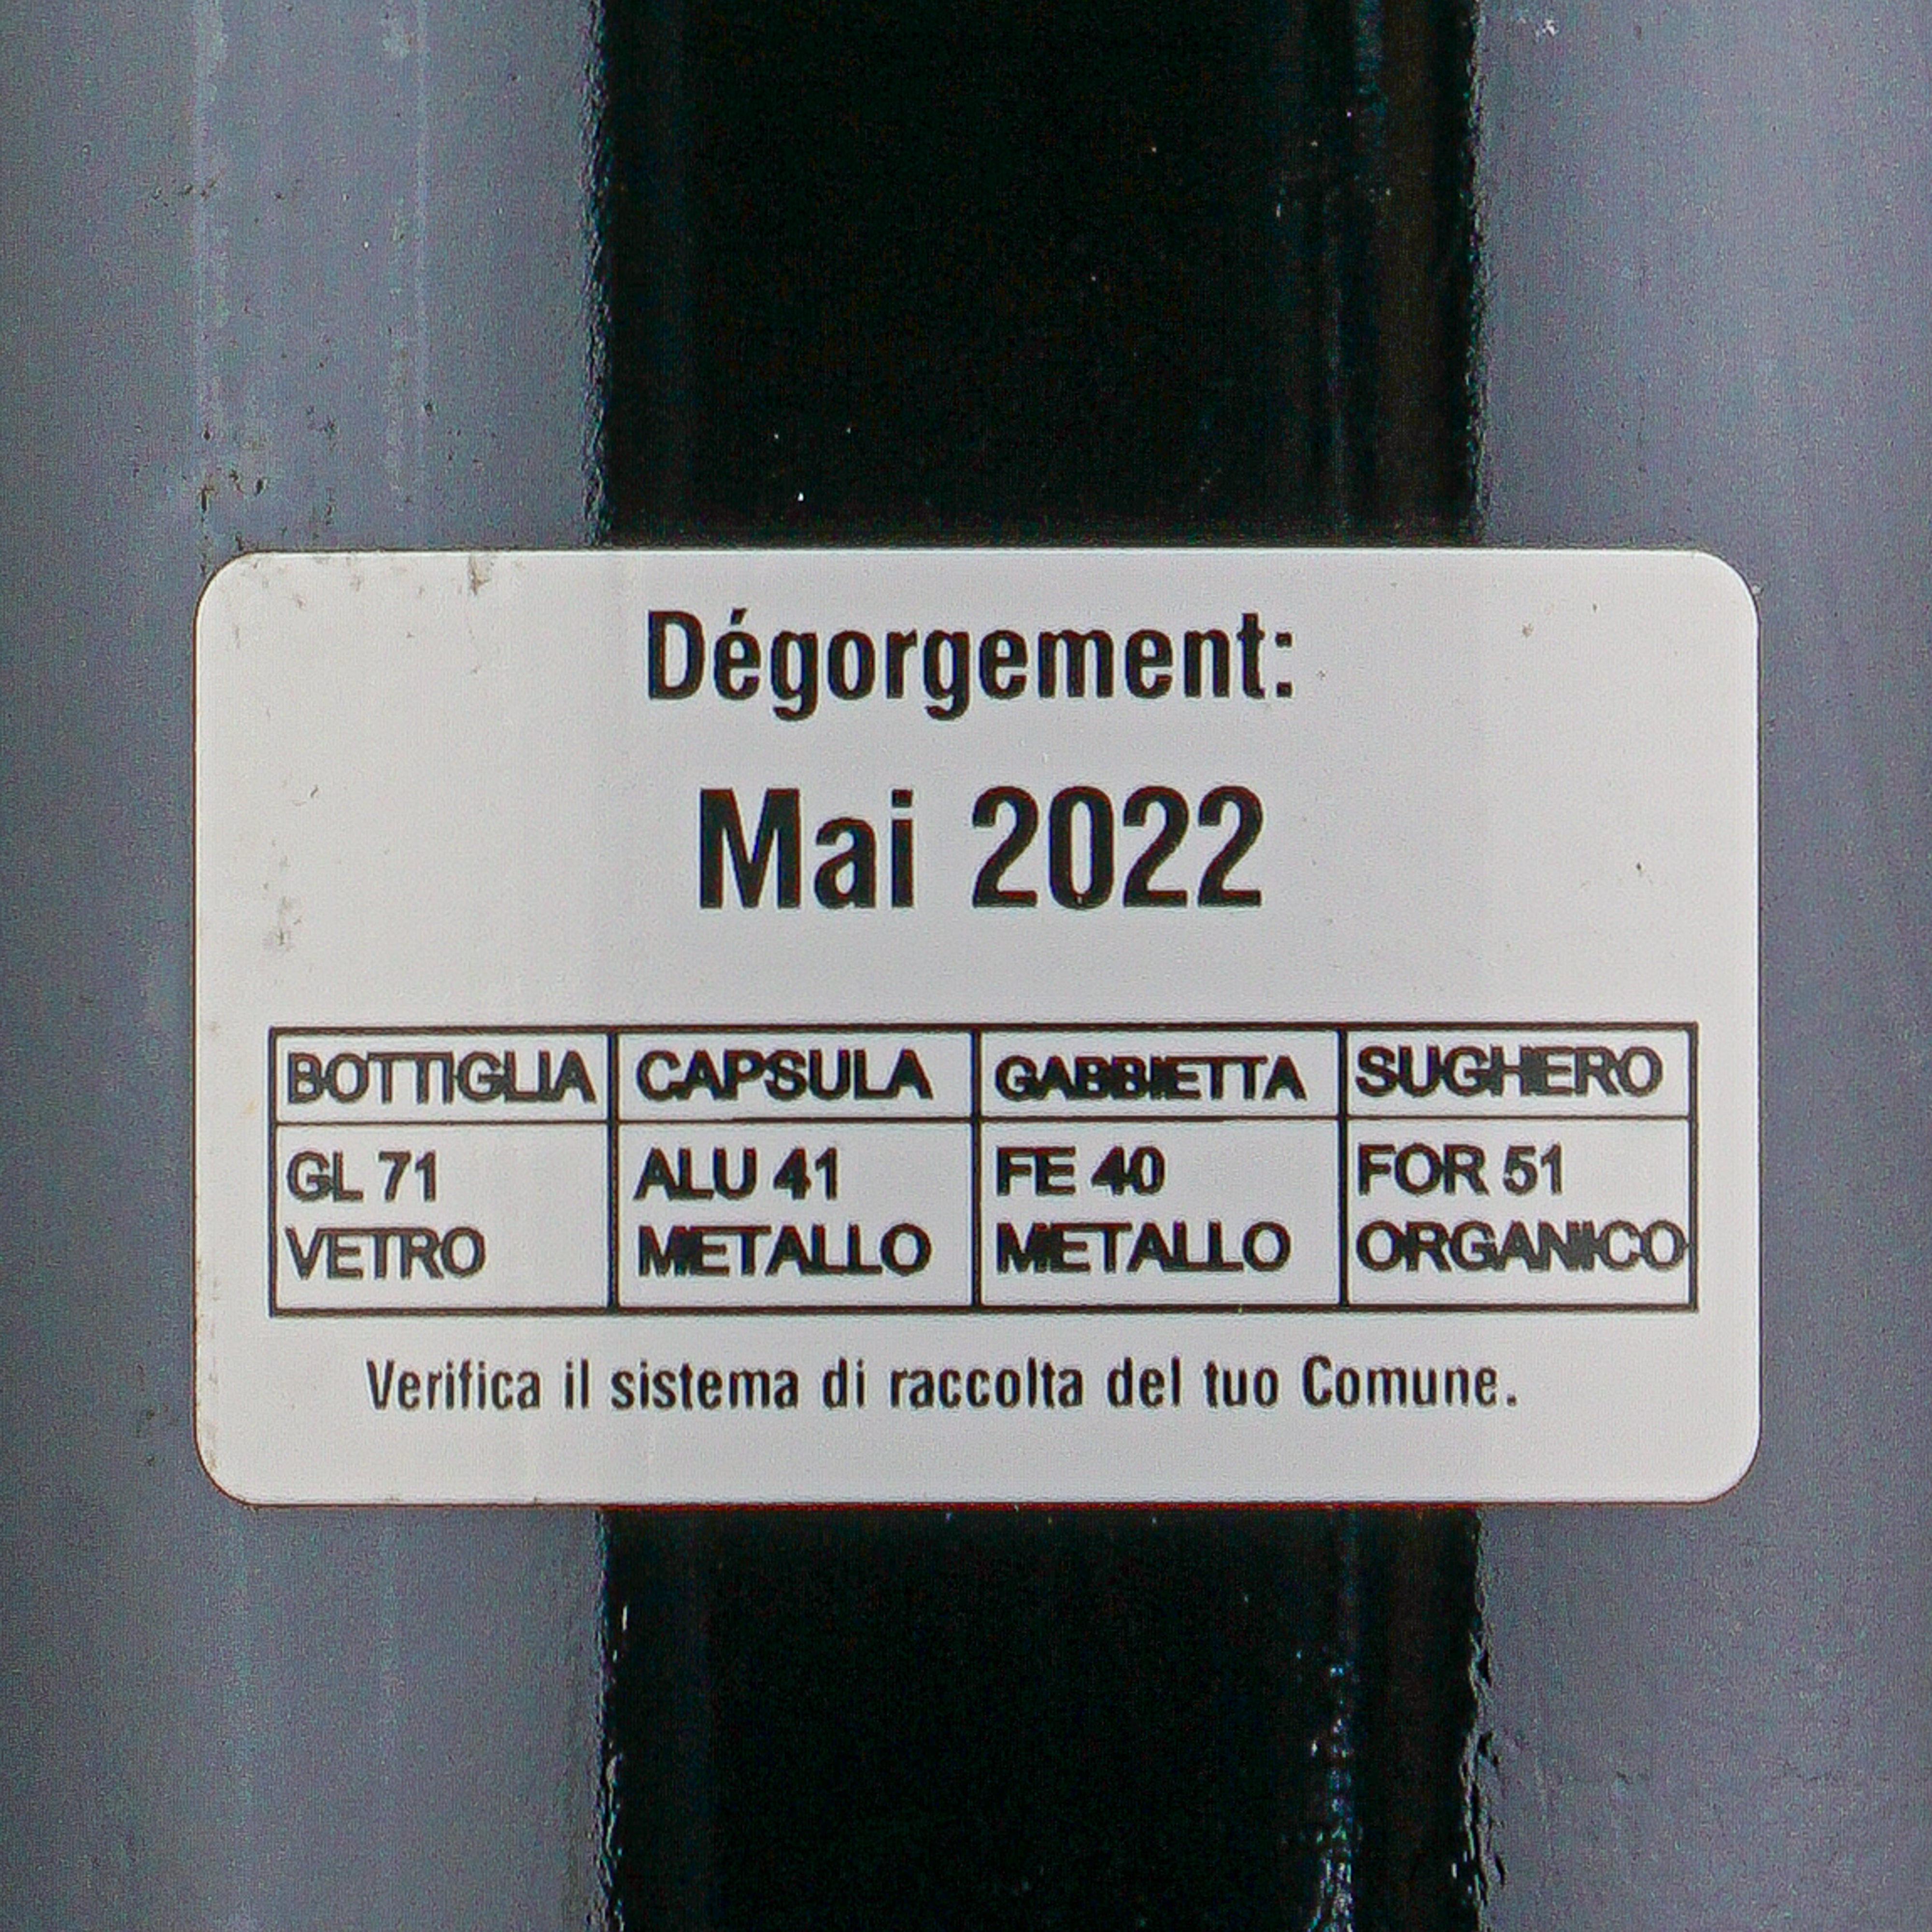 Dégorgement:
Mai 2022
BOTTIGLIA CAPSULA GABBIETTA SUGHERO
GL 71 ALU 41 FE 40 FOR 51
VETRO METALLO METALLO ORGANICO
Verifica il sistema di raccolta del tuo Comune.